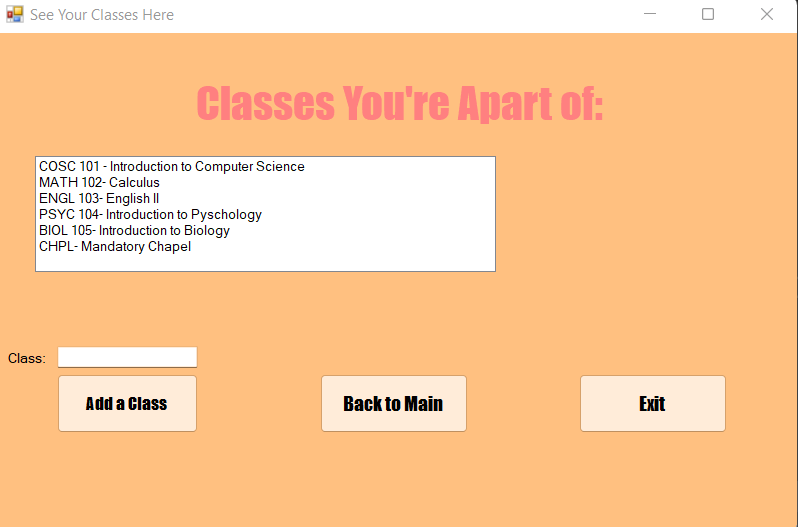 See Your Classes Here
Classes You're Apart of:
COSC 101 - Introduction to Computer Science
MATH 102- Calculus
ENGL 103- English II
PSYC 104- Introduction to Pyschology
BIOL 105- Introduction to Biology
CHPL- Mandatory Chapel
Class:
Add a Class
Back to Main
Exit